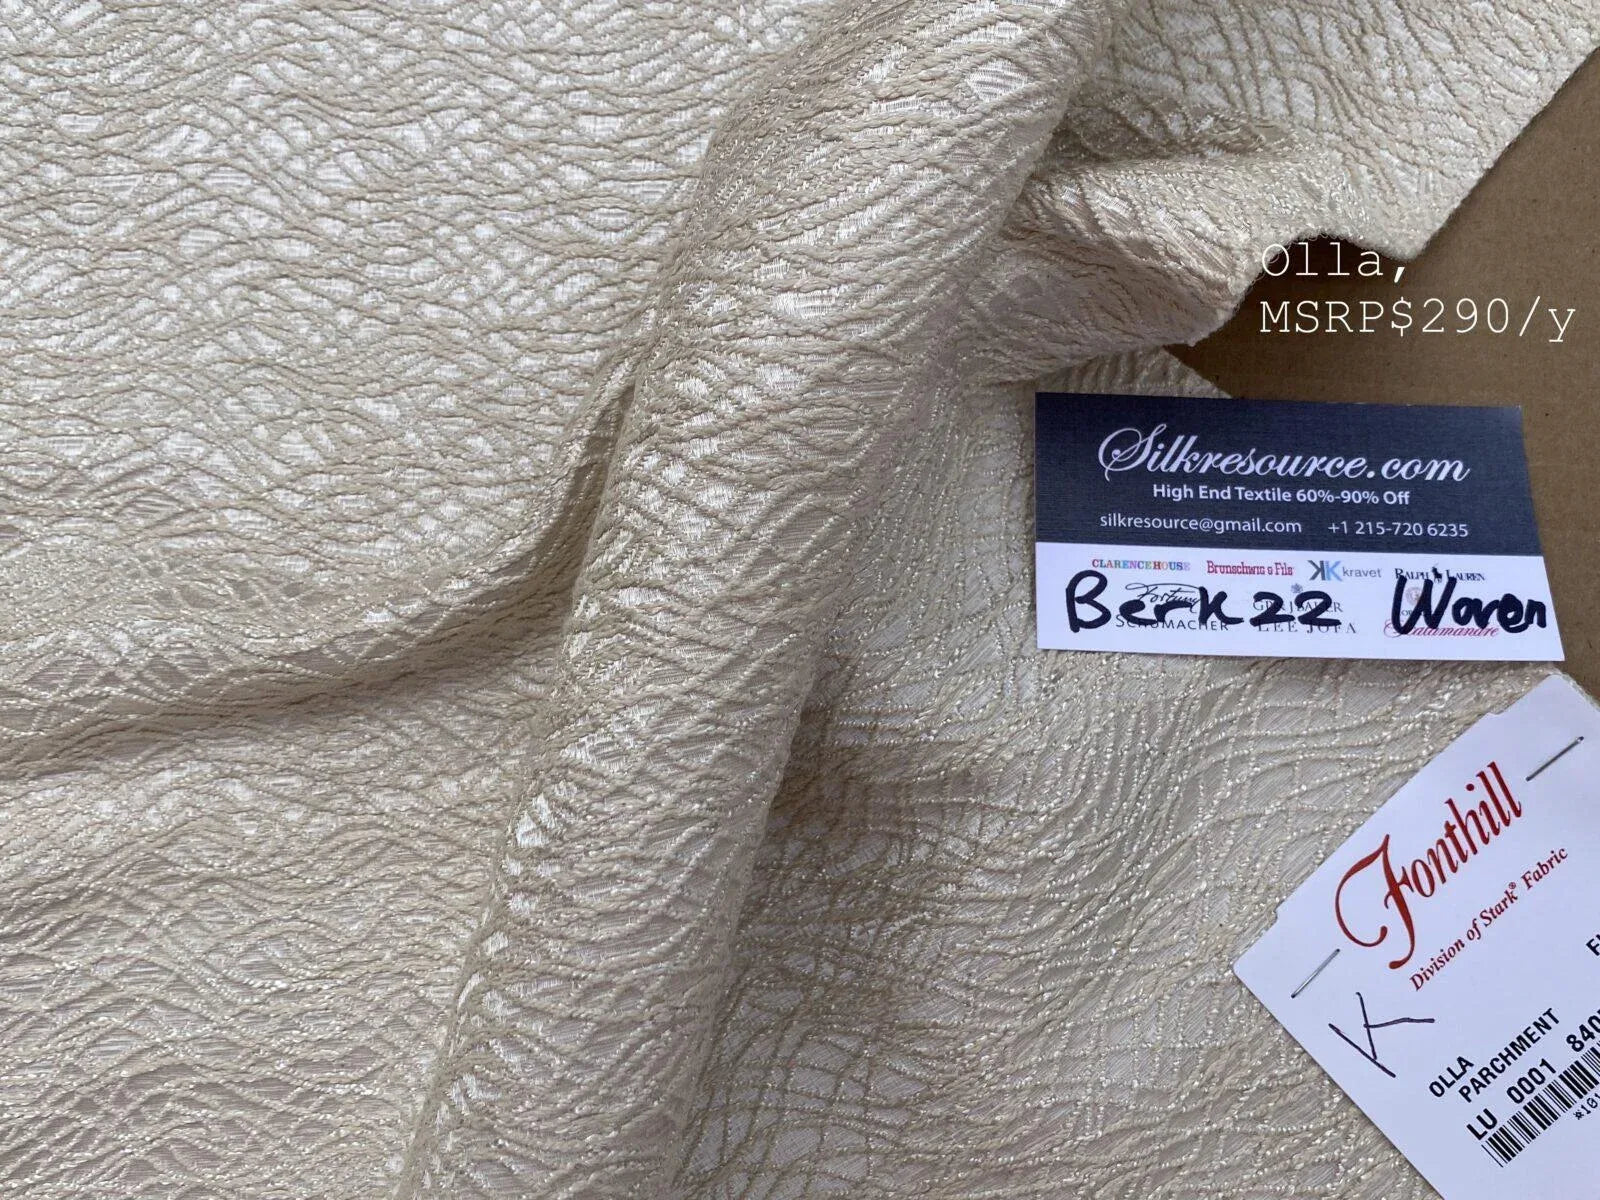 Olla,
MSRP$290/y
Silkresource.com
High End Textile 60%-90% Off
silkresource@gmail.com +1 215-720 6235
CLARENCE HOUSE Brunschwig & Fils kravet RALPH LAUREN
Fortuny
Berk22 Woven
SCHUMACHER LEE JOFA Scalamandre
Fonthill
Division of Stark® Fabric
K
OLLA
PARCHMENT
LU 0001